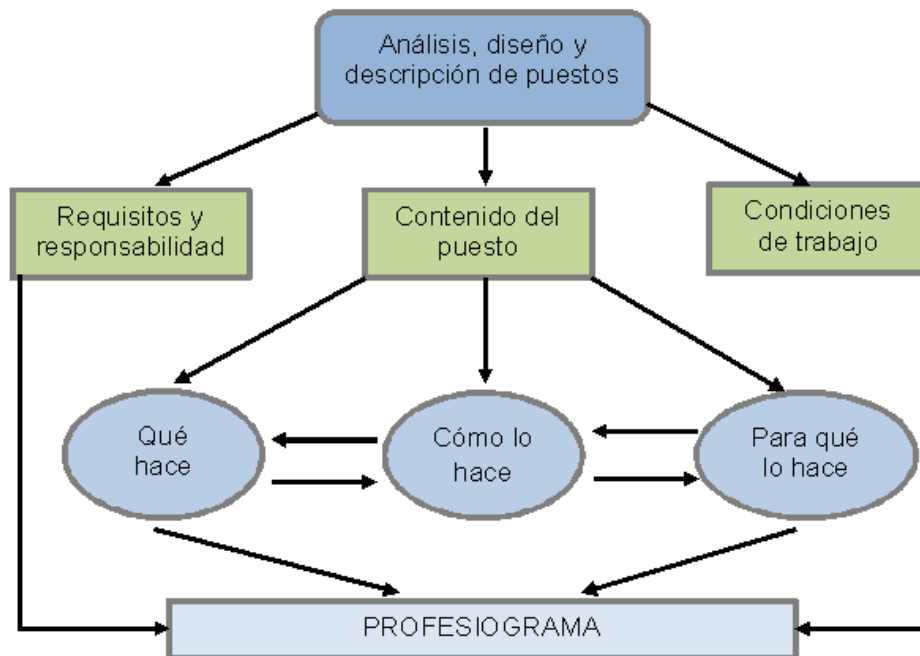 Análisis, diseño y
descripción de puestos
Requisitos y
responsabilidad
Contenido del
puesto
Condiciones
de trabajo
Qué
hace
Cómo lo
hace
Para qué
lo hace
PROFESIOGRAMA